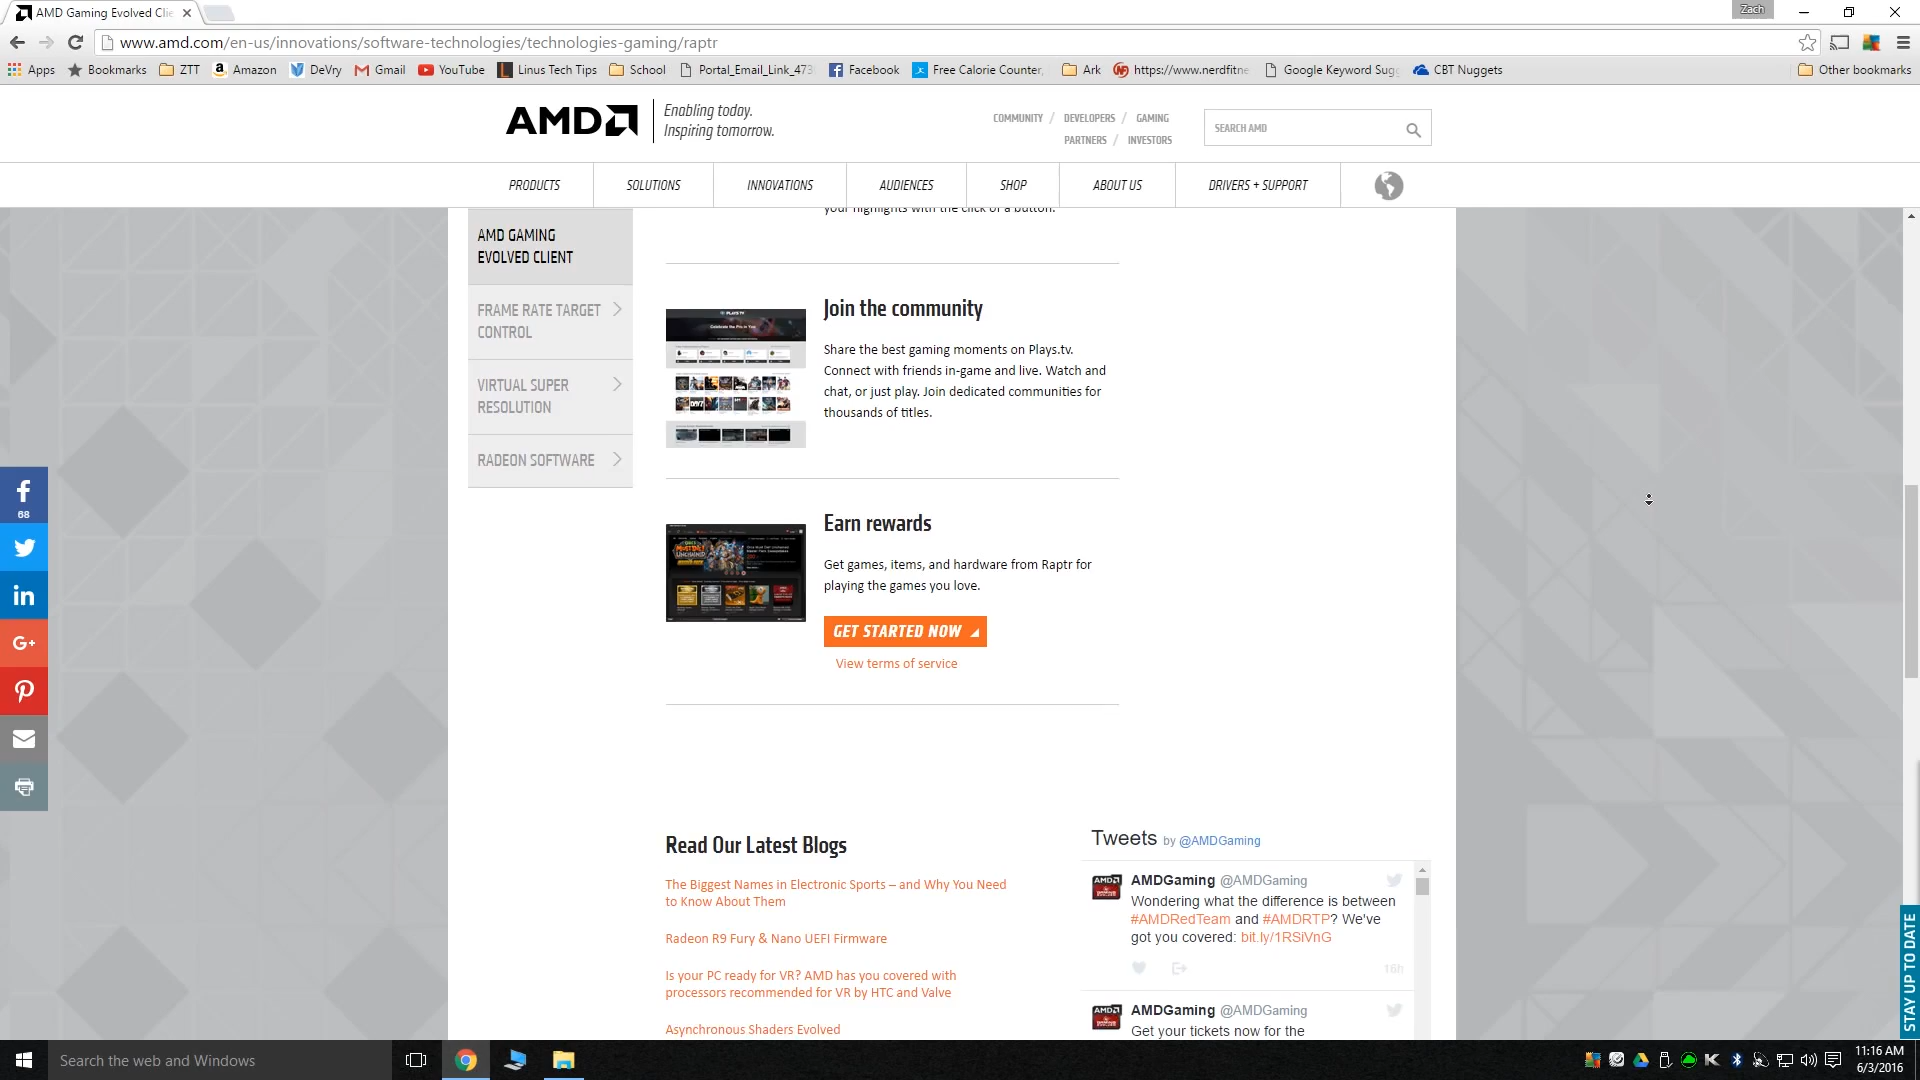 AMD Gaming Evolved Clie
Zach
www.amd.com/en-us/innovations/software-technologies/technologies-gaming/raptr
Apps
Bookmarks
ZTT
Amazon
DeVry
Gmail
YouTube
Linus Tech Tips
School
Portal_Email_Link_473
Facebook
Free Calorie Counter,
Ark
https://www.nerdfitne
Google Keyword Sugg
CBT Nuggets
Other bookmarks
AMD
Enabling today.
Inspiring tomorrow.
COMMUNITY / DEVELOPERS / GAMING
PARTNERS / INVESTORS
SEARCH AMD
PRODUCTS
SOLUTIONS
INNOVATIONS
AUDIENCES
SHOP
ABOUT US
DRIVERS + SUPPORT
your highlights with the click of a button.
AMD GAMING
EVOLVED CLIENT
FRAME RATE TARGET
CONTROL
VIRTUAL SUPER
RESOLUTION
RADEON SOFTWARE
Join the community
Share the best gaming moments on Plays.tv.
Connect with friends in-game and live. Watch and
chat, or just play. Join dedicated communities for
thousands of titles.
68
Earn rewards
Get games, items, and hardware from Raptr for
playing the games you love.
GET STARTED NOW
View terms of service
Read Our Latest Blogs
The Biggest Names in Electronic Sports – and Why You Need
to Know About Them
Radeon R9 Fury & Nano UEFI Firmware
Is your PC ready for VR? AMD has you covered with
processors recommended for VR by HTC and Valve
Asynchronous Shaders Evolved
Tweets by @AMDGaming
AMDGaming @AMDGaming
Wondering what the difference is between
#AMDRedTeam and #AMDRTP? We've
got you covered: bit.ly/1RSiVnG
16h
AMDGaming @AMDGaming
Get your tickets now for the
STAY UP TO DATE
Search the web and Windows
11:16 AM
6/3/2016